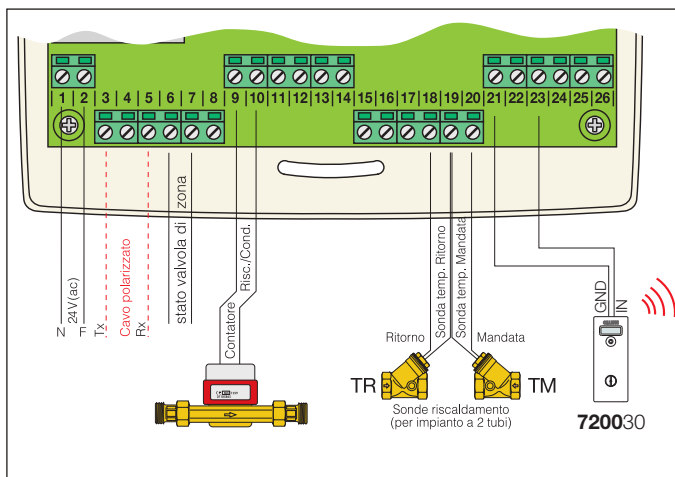 1 2 3 4 5 6 7 8 9 10 11 12 13 14 15 16 17 18 19 20 21 22 23 24 25 26
N
24V(ac)
F
Tx
Cavo polarizzato
Rx
stato valvola di zona
Contatore
Risc./Cond.
Sonda temp. Ritorno
Sonda temp. Mandata
GND
IN
Ritorno
Mandata
TR
TM
Sonde riscaldamento
(per impianto a 2 tubi)
720030